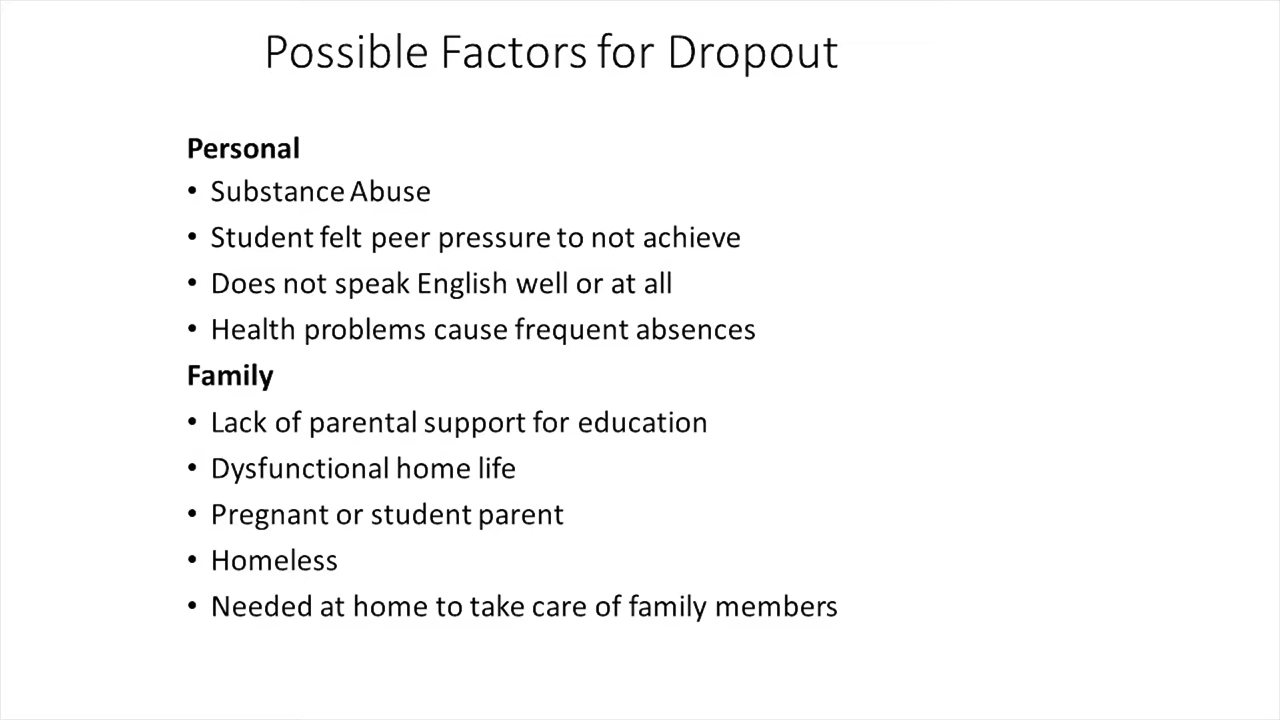 Possible Factors for Dropout
Personal
• Substance Abuse
• Student felt peer pressure to not achieve
• Does not speak English well or at all
• Health problems cause frequent absences
Family
• Lack of parental support for education
• Dysfunctional home life
• Pregnant or student parent
• Homeless
• Needed at home to take care of family members